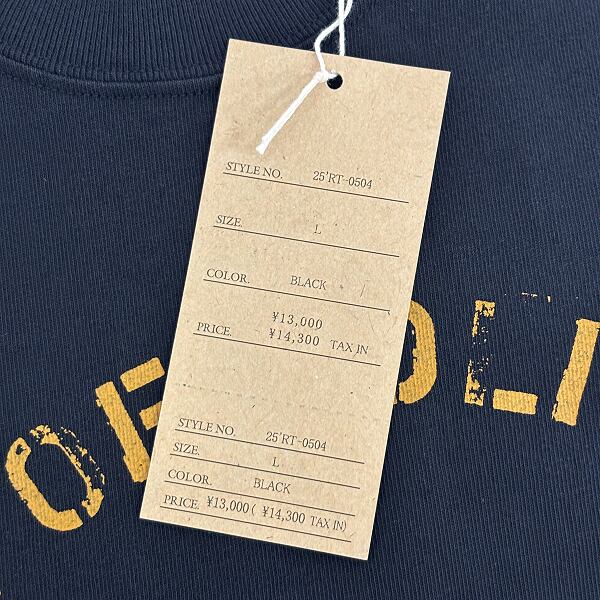 STYLE NO. 25'RT-0504
SIZE. L
COLOR. BLACK
¥13,000
PRICE. ¥14,300 TAX IN
STYLE NO. 25'RT-0504
SIZE. L
COLOR. BLACK
PRICE. ¥13,000 ( ¥14,300 TAX IN)